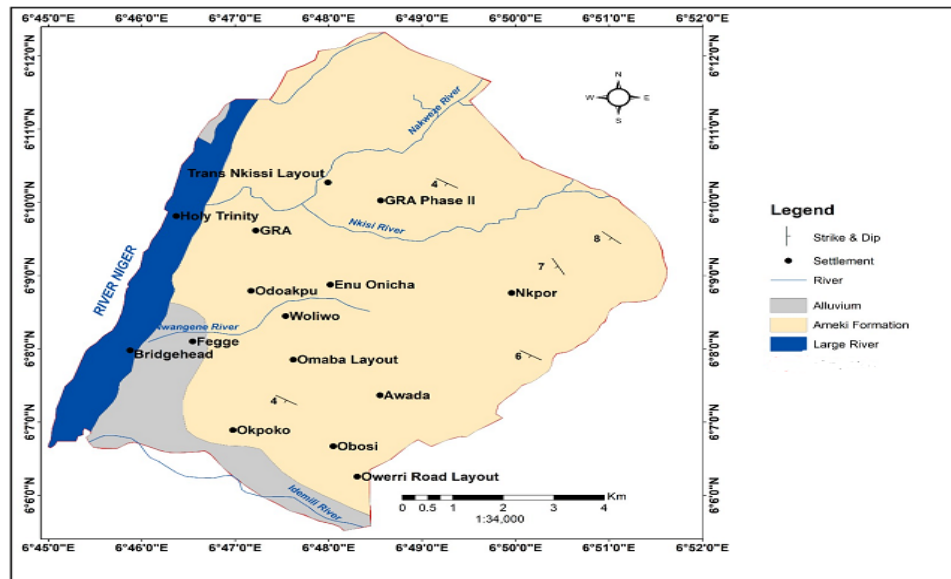 6°45'0"E 6°46'0"E 6°47'0"E 6°48'0"E 6°49'0"E 6°50'0"E 6°51'0"E 6°52'0"E
6°12'0"N
6°11'0"N
6°10'0"N
6°9'0"N
6°8'0"N
6°7'0"N
6°6'0"N
N
W E
S
Nakweze River
Trans Nkissi Layout
4
GRA Phase II
Holy Trinity
GRA
Nkisi River
8
7
RIVER NIGER
Odoakpu
Enu Onicha
Nkpor
Woliwo
Nwangene River
Fegge
Bridgehead
Omaba Layout
6
4
Awada
Okpoko
Obosi
Owerri Road Layout
Idemili River
0 0.5 1 2 3 4 Km
1:34,000
Legend
Strike & Dip
Settlement
River
Alluvium
Ameki Formation
Large River
6°12'0"N
6°11'0"N
6°10'0"N
6°9'0"N
6°8'0"N
6°7'0"N
6°6'0"N
6°45'0"E 6°46'0"E 6°47'0"E 6°48'0"E 6°49'0"E 6°50'0"E 6°51'0"E 6°52'0"E